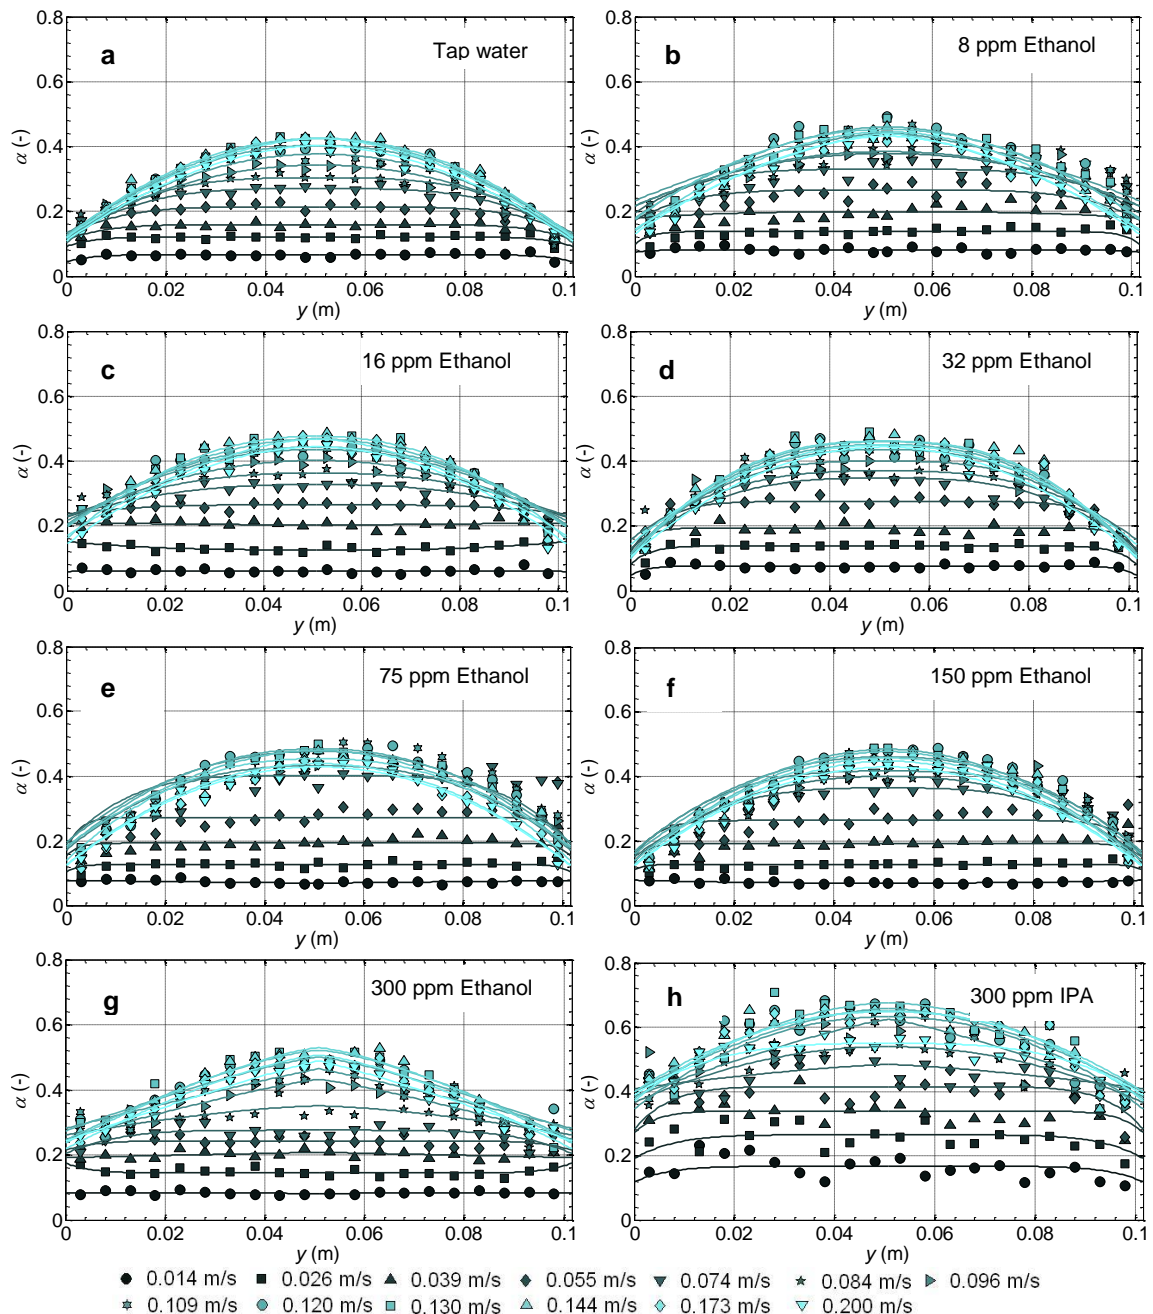 a Tap water
0.8
0.6
0.4
0.2
0
α (-)
0 0.02 0.04 0.06 0.08 0.1
y (m)
b 8 ppm Ethanol
0.8
0.6
0.4
0.2
0
α (-)
0 0.02 0.04 0.06 0.08 0.1
y (m)
c 16 ppm Ethanol
0.8
0.6
0.4
0.2
0
α (-)
0 0.02 0.04 0.06 0.08 0.1
y (m)
d 32 ppm Ethanol
0.8
0.6
0.4
0.2
0
α (-)
0 0.02 0.04 0.06 0.08 0.1
y (m)
e 75 ppm Ethanol
0.8
0.6
0.4
0.2
0
α (-)
0 0.02 0.04 0.06 0.08 0.1
y (m)
f 150 ppm Ethanol
0.8
0.6
0.4
0.2
0
α (-)
0 0.02 0.04 0.06 0.08 0.1
y (m)
g 300 ppm Ethanol
0.8
0.6
0.4
0.2
0
α (-)
0 0.02 0.04 0.06 0.08 0.1
y (m)
h 300 ppm IPA
0.8
0.6
0.4
0.2
0
α (-)
0 0.02 0.04 0.06 0.08 0.1
y (m)
0.014 m/s 0.026 m/s 0.039 m/s 0.055 m/s 0.074 m/s 0.084 m/s 0.096 m/s
0.109 m/s 0.120 m/s 0.130 m/s 0.144 m/s 0.173 m/s 0.200 m/s